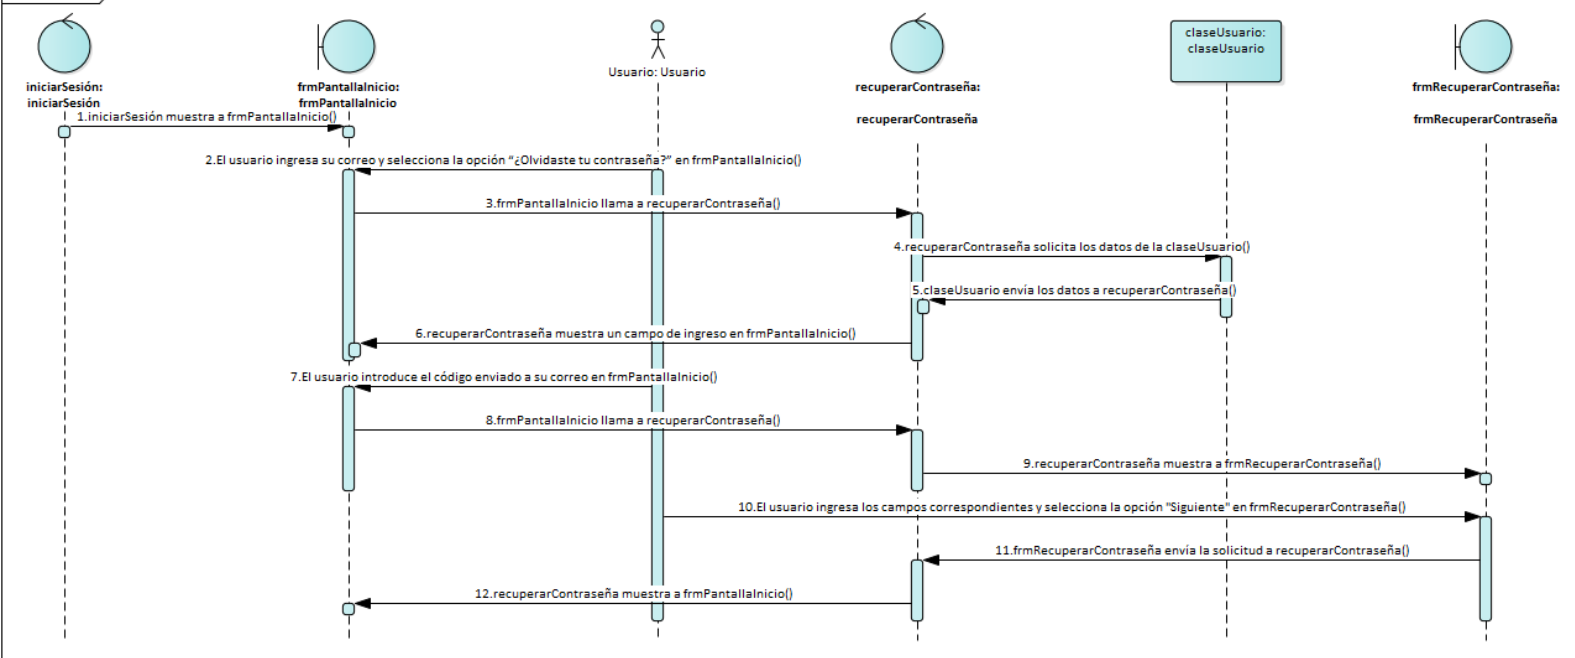 iniciarSesión:
iniciarSesión
frmPantallaInicio:
frmPantallaInicio
Usuario: Usuario
recuperarContraseña:
recuperarContraseña
claseUsuario:
claseUsuario
frmRecuperarContraseña:
frmRecuperarContraseña
1.iniciarSesión muestra a frmPantallaInicio()
2.El usuario ingresa su correo y selecciona la opción “¿Olvidaste tu contraseña?” en frmPantallaInicio()
3.frmPantallaInicio llama a recuperarContraseña()
4.recuperarContraseña solicita los datos de la claseUsuario()
5.claseUsuario envía los datos a recuperarContraseña()
6.recuperarContraseña muestra un campo de ingreso en frmPantallaInicio()
7.El usuario introduce el código enviado a su correo en frmPantallaInicio()
8.frmPantallaInicio llama a recuperarContraseña()
9.recuperarContraseña muestra a frmRecuperarContraseña()
10.El usuario ingresa los campos correspondientes y selecciona la opción "Siguiente" en frmRecuperarContraseña()
11.frmRecuperarContraseña envía la solicitud a recuperarContraseña()
12.recuperarContraseña muestra a frmPantallaInicio()